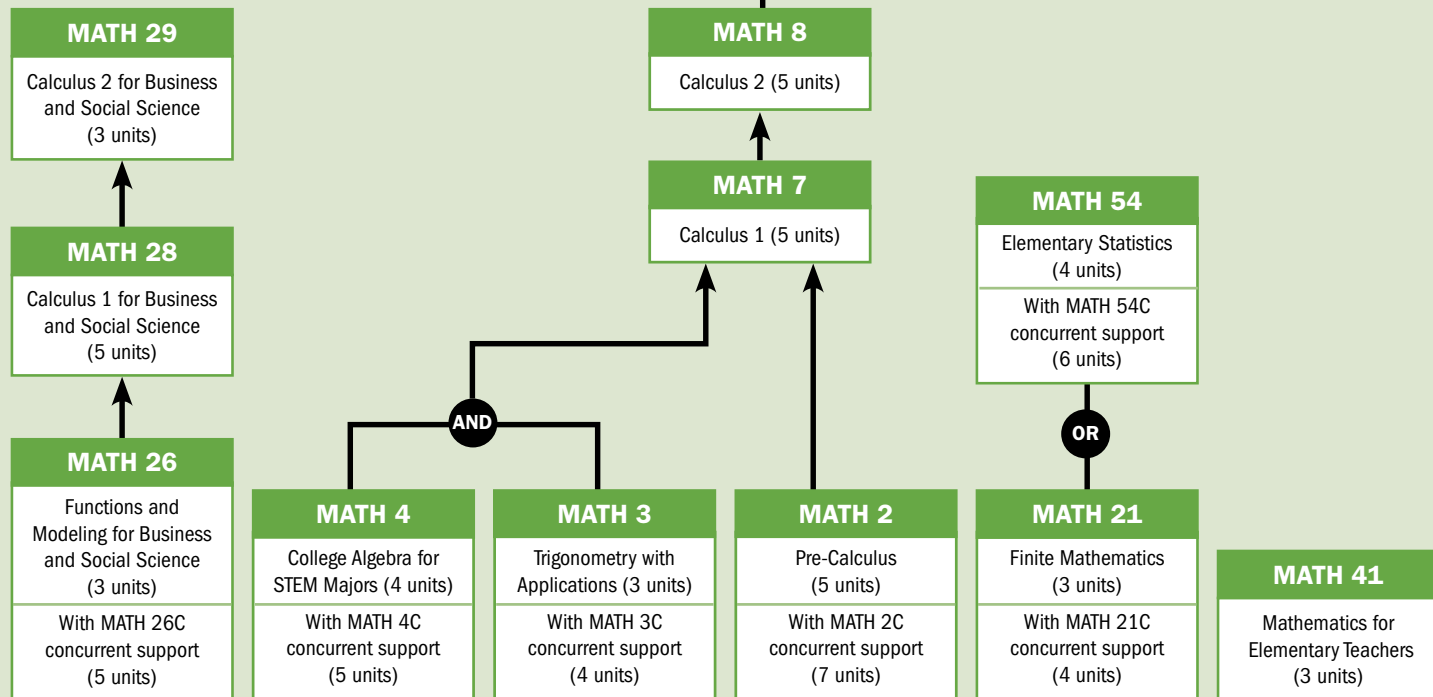 MATH 29
Calculus 2 for Business
and Social Science
(3 units)
MATH 8
Calculus 2 (5 units)
MATH 7
Calculus 1 (5 units)
MATH 54
Elementary Statistics
(4 units)
With MATH 54C
concurrent support
(6 units)
MATH 28
Calculus 1 for Business
and Social Science
(5 units)
AND
OR
MATH 26
Functions and
Modeling for Business
and Social Science
(3 units)
With MATH 26C
concurrent support
(5 units)
MATH 4
College Algebra for
STEM Majors (4 units)
With MATH 4C
concurrent support
(5 units)
MATH 3
Trigonometry with
Applications (3 units)
With MATH 3C
concurrent support
(4 units)
MATH 2
Pre-Calculus
(5 units)
With MATH 2C
concurrent support
(7 units)
MATH 21
Finite Mathematics
(3 units)
With MATH 21C
concurrent support
(4 units)
MATH 41
Mathematics for
Elementary Teachers
(3 units)